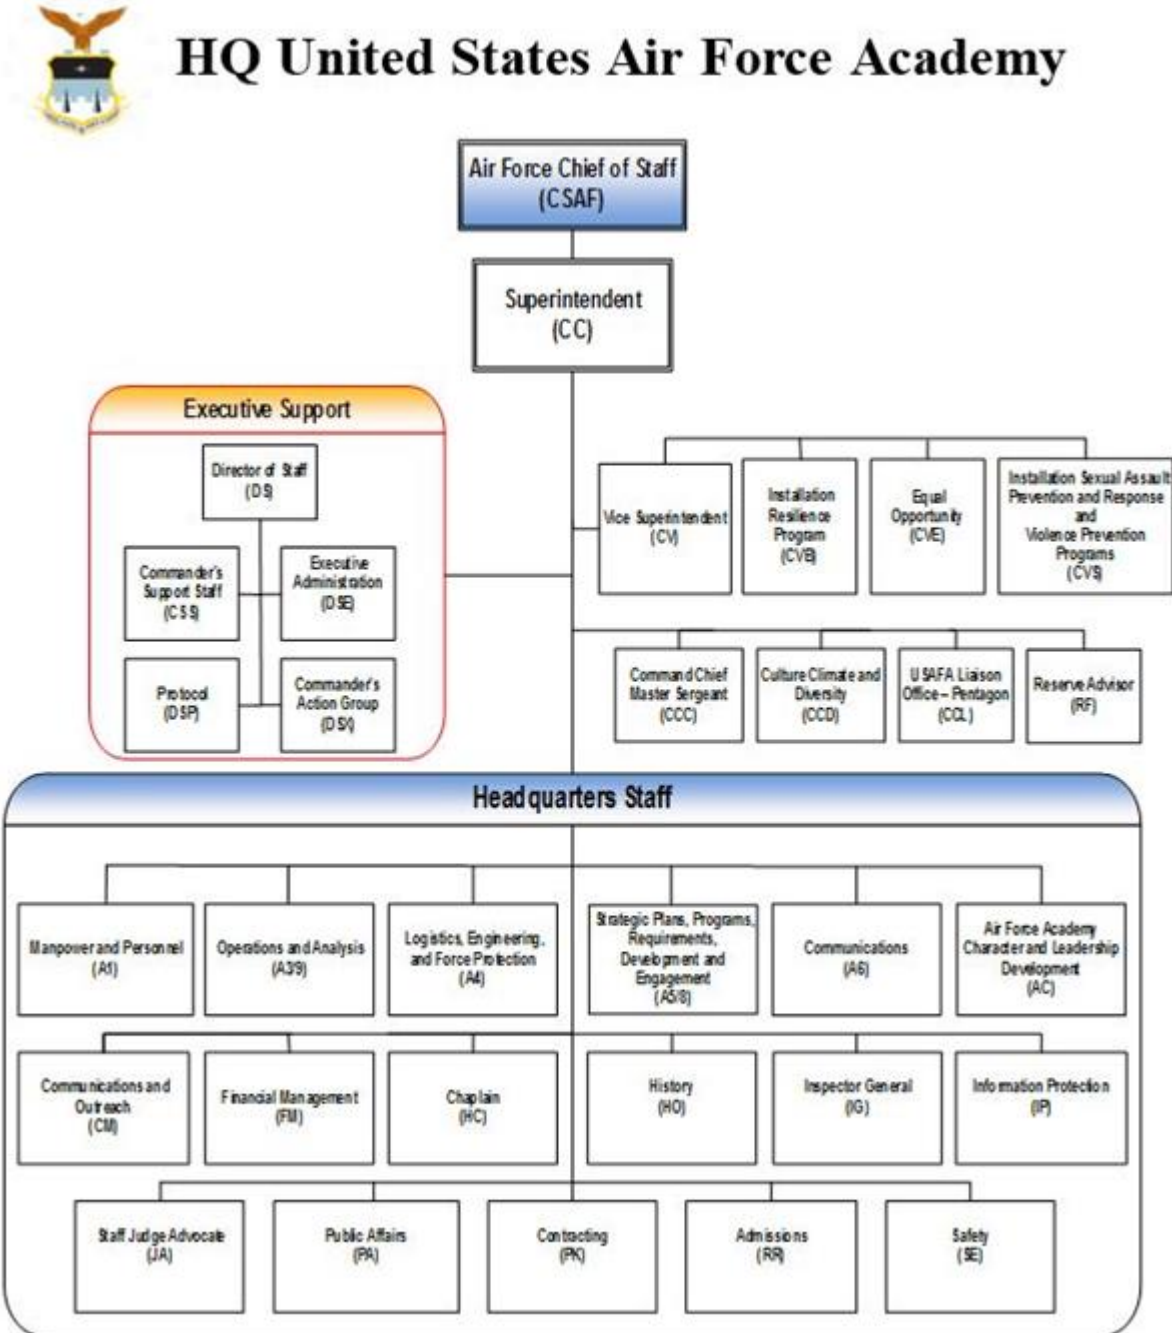 HQ United States Air Force Academy
Air Force Chief of Staff
(CSAF)
Superintendent
(CC)
Executive Support
Director of Staff
(DS)
Commander's
Support Staff
(CSS)
Executive
Administration
(DSE)
Protocol
(DSP)
Commander's
Action Group
(DSX)
Vice Superintendent
(CV)
Installation
Resilience
Program
(CVB)
Equal
Opportunity
(CVE)
Installation Sexual Assault
Prevention and Response
and
Violence Prevention
Programs
(CVS)
Command Chief
Master Sergeant
(CCC)
Culture Climate and
Diversity
(CCD)
USAFA Liaison
Office – Pentagon
(CCL)
Reserve Advisor
(RF)
Headquarters Staff
Manpower and Personnel
(A1)
Operations and Analysis
(A3/9)
Logistics, Engineering,
and Force Protection
(A4)
Strategic Plans, Programs,
Requirements,
Development and
Engagement
(A5/8)
Communications
(A6)
Air Force Academy
Character and Leadership
Development
(AC)
Communications and
Outreach
(CM)
Financial Management
(FM)
Chaplain
(HC)
History
(HO)
Inspector General
(IG)
Information Protection
(IP)
Staff Judge Advocate
(JA)
Public Affairs
(PA)
Contracting
(PK)
Admissions
(RR)
Safety
(SE)